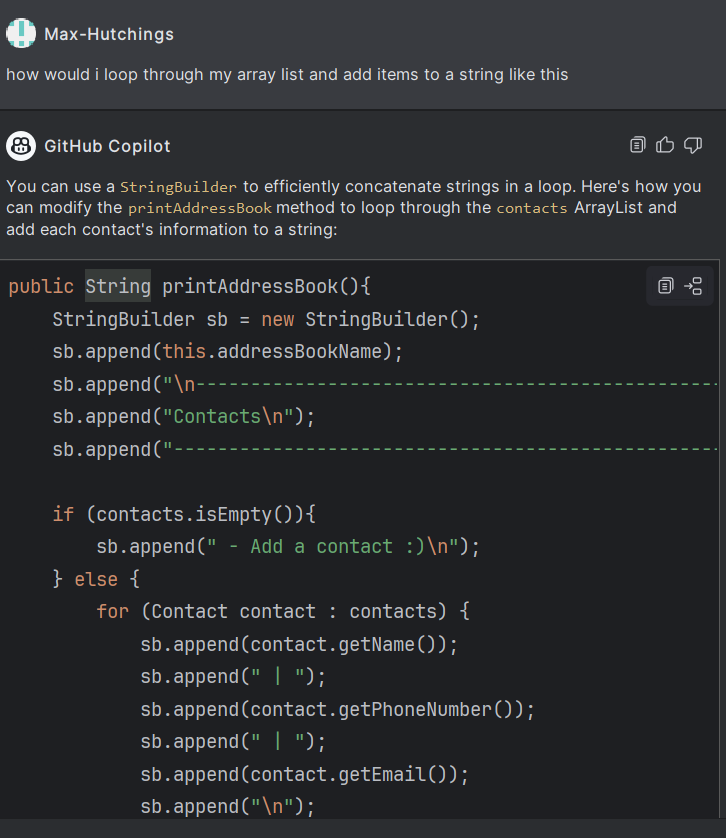 Max-Hutchings
how would i loop through my array list and add items to a string like this
GitHub Copilot
You can use a StringBuilder to efficiently concatenate strings in a loop. Here's how you
can modify the printAddressBook method to loop through the contacts ArrayList and
add each contact's information to a string:
public String printAddressBook(){
    StringBuilder sb = new StringBuilder();
    sb.append(this.addressBookName);
    sb.append("\n------------------------------------------------
    sb.append("Contacts\n");
    sb.append("--------------------------------------------------

    if (contacts.isEmpty()){
        sb.append(" - Add a contact :)\n");
    } else {
        for (Contact contact : contacts) {
            sb.append(contact.getName());
            sb.append(" | ");
            sb.append(contact.getPhoneNumber());
            sb.append(" | ");
            sb.append(contact.getEmail());
            sb.append("\n");